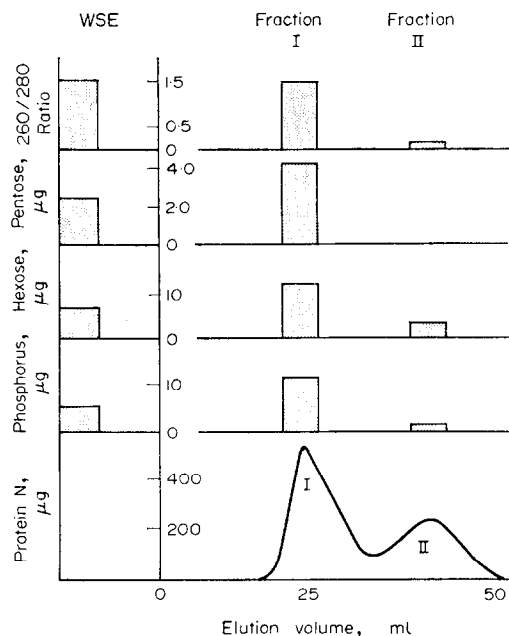 WSE Fraction I Fraction II
260/280 Ratio
1·5
0·5
0
Pentose, μg
4·0
2·0
0
Hexose, μg
10
0
Phosphorus, μg
10
0
Protein N, μg
400
200
I
II
0 25 50
Elution volume, ml